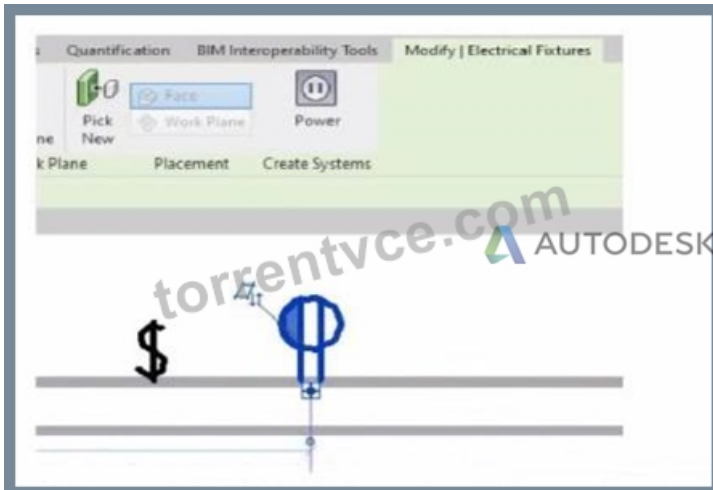 s Quantification BIM Interoperability Tools Modify | Electrical Fixtures
Face
Work Plane
Pick
New
Power
ne
k Plane Placement Create Systems
torrentvce.com
AUTODESK
$